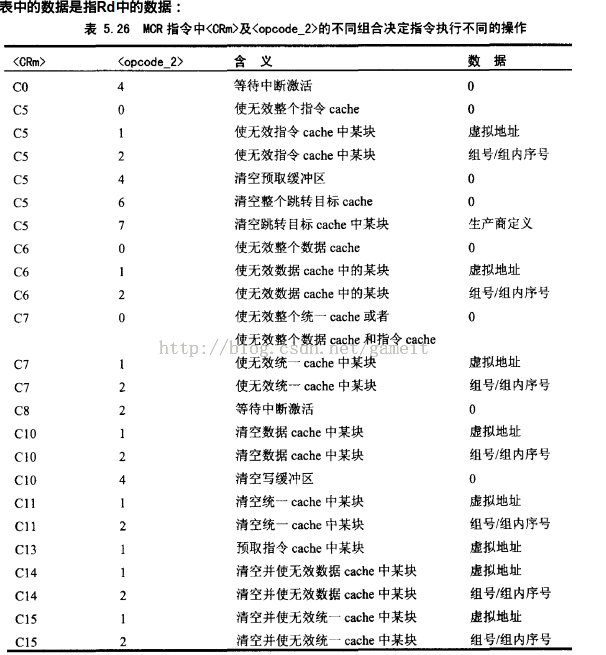 表中的数据是指Rd中的数据：
表 5.26 MCR 指令中<CRm>及<opcode_2>的不同组合决定指令执行不同的操作
<CRm> <opcode_2> 含 义 数 据
C0 4 等待中断激活 0
C5 0 使无效整个指令 cache 0
C5 1 使无效指令 cache 中某块 虚拟地址
C5 2 使无效指令 cache 中某块 组号/组内序号
C5 4 清空预取缓冲区 0
C5 6 清空整个跳转目标 cache 0
C5 7 清空跳转目标 cache 中某块 生产商定义
C6 0 使无效整个数据 cache 0
C6 1 使无效数据 cache 中的某块 虚拟地址
C6 2 使无效数据 cache 中的某块 组号/组内序号
C7 0 使无效整个统一 cache 或者 0
使无效整个数据 cache 和指令 cache
http://blog.csdn.net/gameit
C7 1 使无效统一 cache 中某块 虚拟地址
C7 2 使无效统一 cache 中某块 组号/组内序号
C8 2 等待中断激活 0
C10 1 清空数据 cache 中某块 虚拟地址
C10 2 清空数据 cache 中某块 组号/组内序号
C10 4 清空写缓冲区 0
C11 1 清空统一 cache 中某块 虚拟地址
C11 2 清空统一 cache 中某块 组号/组内序号
C13 1 预取指令 cache 中某块 虚拟地址
C14 1 清空并使无效数据 cache 中某块 虚拟地址
C14 2 清空并使无效数据 cache 中某块 组号/组内序号
C15 1 清空并使无效统一 cache 中某块 虚拟地址
C15 2 清空并使无效统一 cache 中某块 组号/组内序号